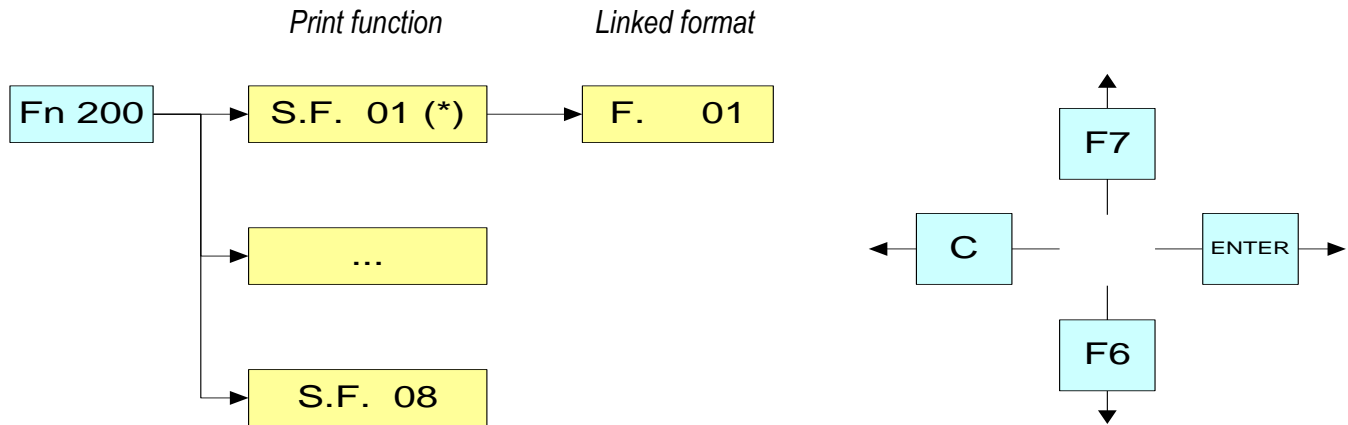 Print function
Linked format
Fn 200
S.F. 01 (*)
F. 01
...
S.F. 08
F7
C
ENTER
F6